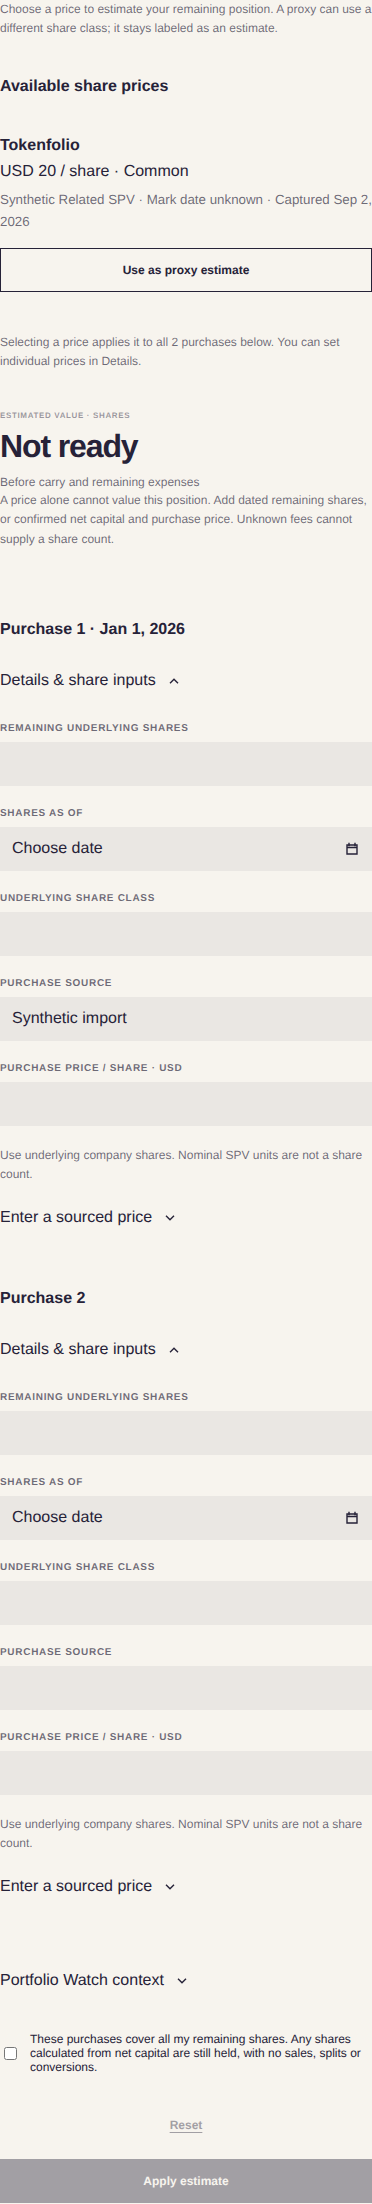 Choose a price to estimate your remaining position. A proxy can use a
different share class; it stays labeled as an estimate.
Available share prices
Tokenfolio
USD 20 / share · Common
Synthetic Related SPV · Mark date unknown · Captured Sep 2,
2026
Use as proxy estimate
Selecting a price applies it to all 2 purchases below. You can set
individual prices in Details.
ESTIMATED VALUE · SHARES
Not ready
Before carry and remaining expenses
A price alone cannot value this position. Add dated remaining shares,
or confirmed net capital and purchase price. Unknown fees cannot
supply a share count.
Purchase 1 · Jan 1, 2026
Details & share inputs
REMAINING UNDERLYING SHARES
SHARES AS OF
Choose date
UNDERLYING SHARE CLASS
PURCHASE SOURCE
Synthetic import
PURCHASE PRICE / SHARE · USD
Use underlying company shares. Nominal SPV units are not a share
count.
Enter a sourced price
Purchase 2
Details & share inputs
REMAINING UNDERLYING SHARES
SHARES AS OF
Choose date
UNDERLYING SHARE CLASS
PURCHASE SOURCE
PURCHASE PRICE / SHARE · USD
Use underlying company shares. Nominal SPV units are not a share
count.
Enter a sourced price
Portfolio Watch context
These purchases cover all my remaining shares. Any shares
calculated from net capital are still held, with no sales, splits or
conversions.
Reset
Apply estimate